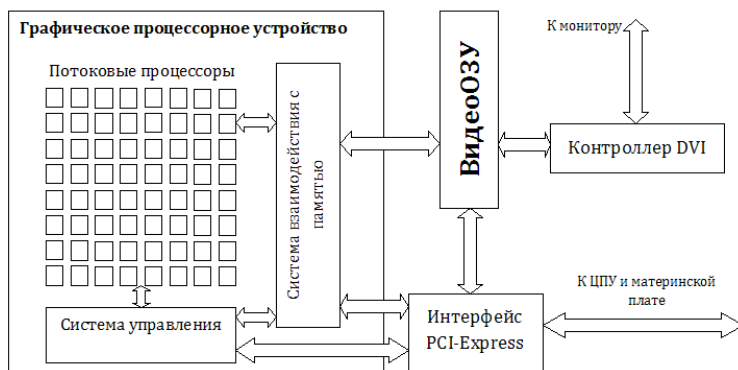 Графическое процессорное устройство
Потоковые процессоры
Система взаимодействия с
памятью
Система управления
ВидеоОЗУ
К монитору
Контроллер DVI
К ЦПУ и материнской
плате
Интерфейс
PCI-Express